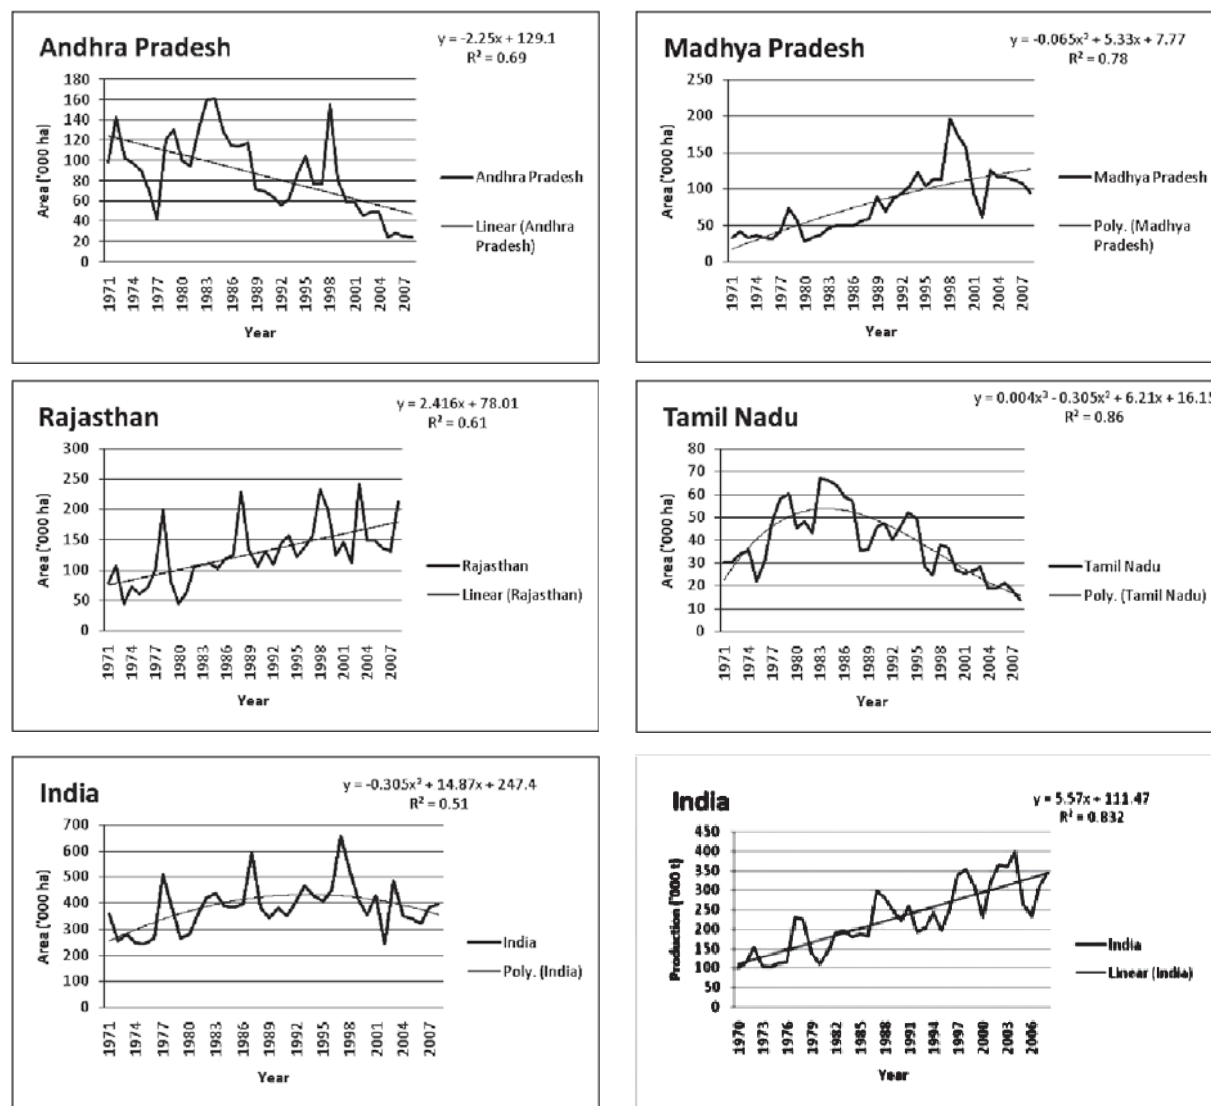 Andhra Pradesh
y = -2.25x + 129.1
R² = 0.69
180
160
140
120
100
80
60
40
20
0
Area ('000 ha)
1971
1974
1977
1980
1983
1986
1989
1992
1995
1998
2001
2004
2007
Year
Andhra Pradesh
Linear (Andhra
Pradesh)
Madhya Pradesh
y = -0.065x² + 5.33x + 7.77
R² = 0.78
250
200
150
100
50
0
Area ('000 ha)
1971
1974
1977
1980
1983
1986
1989
1992
1995
1998
2001
2004
2007
Year
Madhya Pradesh
Poly. (Madhya
Pradesh)
Rajasthan
y = 2.416x + 78.01
R² = 0.61
300
250
200
150
100
50
0
Area ('000 ha)
1971
1974
1977
1980
1983
1986
1989
1992
1995
1998
2001
2004
2007
Year
Rajasthan
Linear (Rajasthan)
Tamil Nadu
y = 0.004x³ - 0.305x² + 6.21x + 16.15
R² = 0.86
80
70
60
50
40
30
20
10
0
Area ('000 ha)
1971
1974
1977
1980
1983
1986
1989
1992
1995
1998
2001
2004
2007
Year
Tamil Nadu
Poly. (Tamil Nadu)
India
y = -0.305x² + 14.87x + 247.4
R² = 0.51
700
600
500
400
300
200
100
0
Area ('000 ha)
1971
1974
1977
1980
1983
1986
1989
1992
1995
1998
2001
2004
2007
Year
India
Poly. (India)
India
y = 5.57x + 111.47
R² = 0.832
450
400
350
300
250
200
150
100
50
0
Production ('000 t)
1970
1973
1976
1979
1982
1985
1988
1991
1994
1997
2000
2003
2006
Year
India
Linear (India)